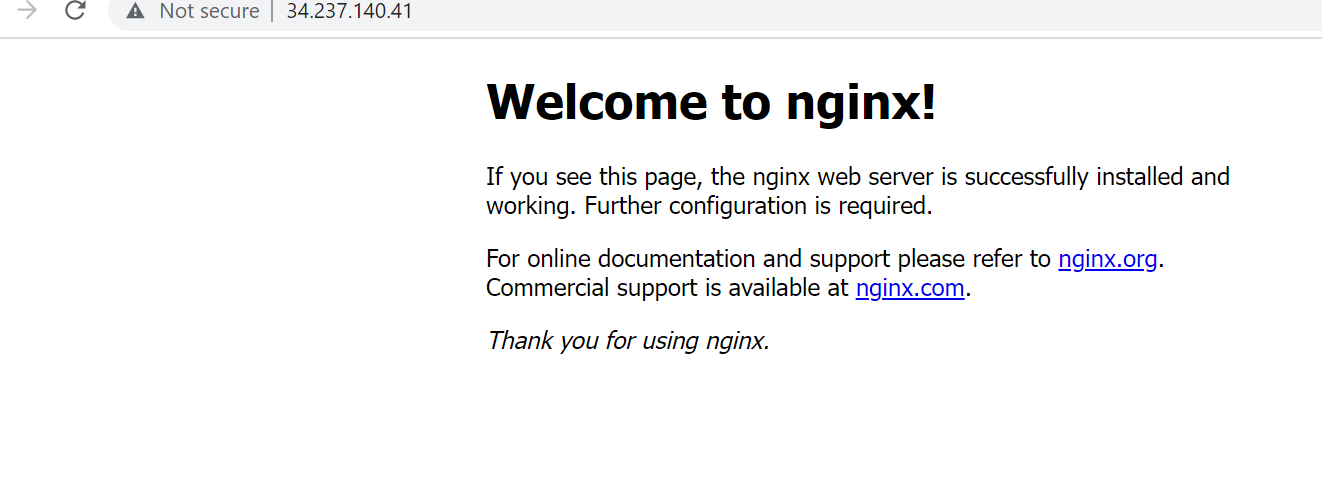 Not secure | 34.237.140.41
Welcome to nginx!
If you see this page, the nginx web server is successfully installed and
working. Further configuration is required.
For online documentation and support please refer to nginx.org.
Commercial support is available at nginx.com.
Thank you for using nginx.